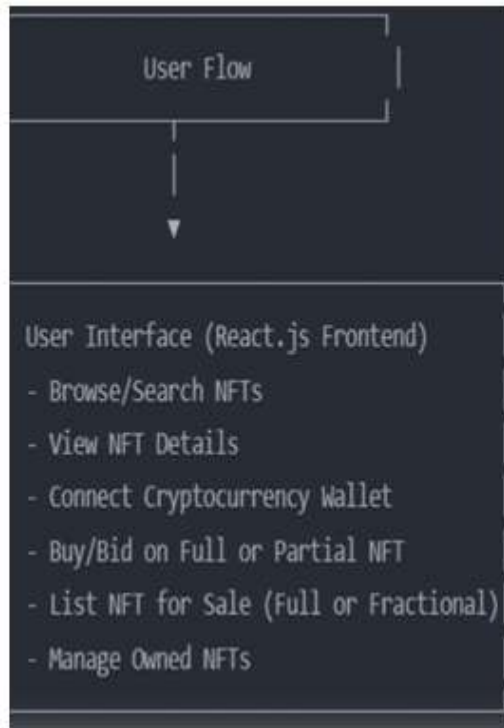 User Flow
User Interface (React.js Frontend)
- Browse/Search NFTs
- View NFT Details
- Connect Cryptocurrency Wallet
- Buy/Bid on Full or Partial NFT
- List NFT for Sale (Full or Fractional)
- Manage Owned NFTs